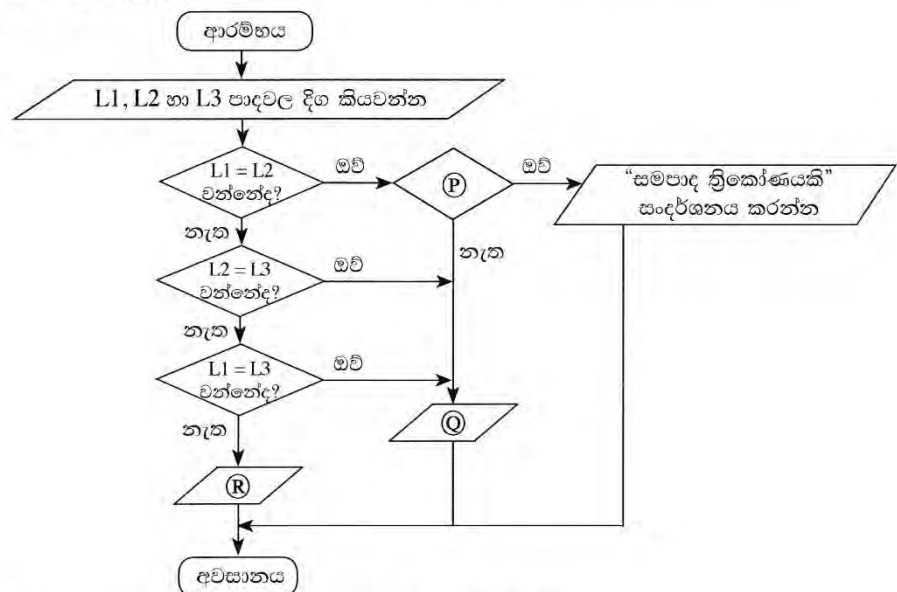 ආරම්භය
L1, L2 හා L3 පාදවල දිග කියවන්න
L1 = L2
වන්නේද?
ඔව්
Ⓟ
ඔව්
“සමපාද ත්‍රිකෝණයකි”
සංදර්ශනය කරන්න
නැත
නැත
L2 = L3
වන්නේද?
ඔව්
නැත
L1 = L3
වන්නේද?
ඔව්
Ⓠ
නැත
Ⓡ
අවසානය